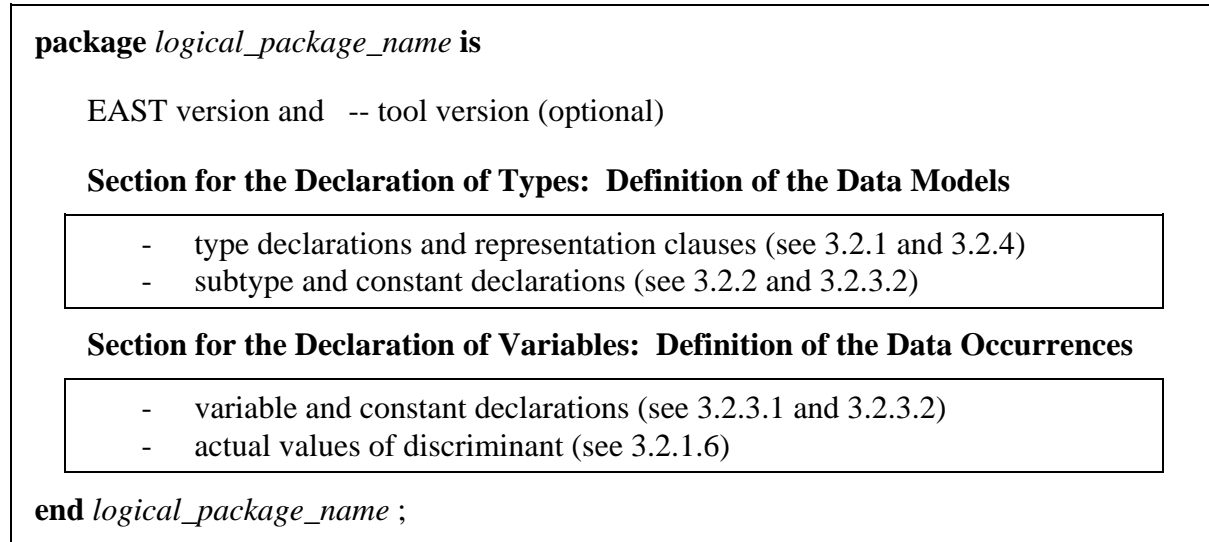 package logical_package_name is
EAST version and -- tool version (optional)
Section for the Declaration of Types: Definition of the Data Models
- type declarations and representation clauses (see 3.2.1 and 3.2.4)
- subtype and constant declarations (see 3.2.2 and 3.2.3.2)
Section for the Declaration of Variables: Definition of the Data Occurrences
- variable and constant declarations (see 3.2.3.1 and 3.2.3.2)
- actual values of discriminant (see 3.2.1.6)
end logical_package_name ;